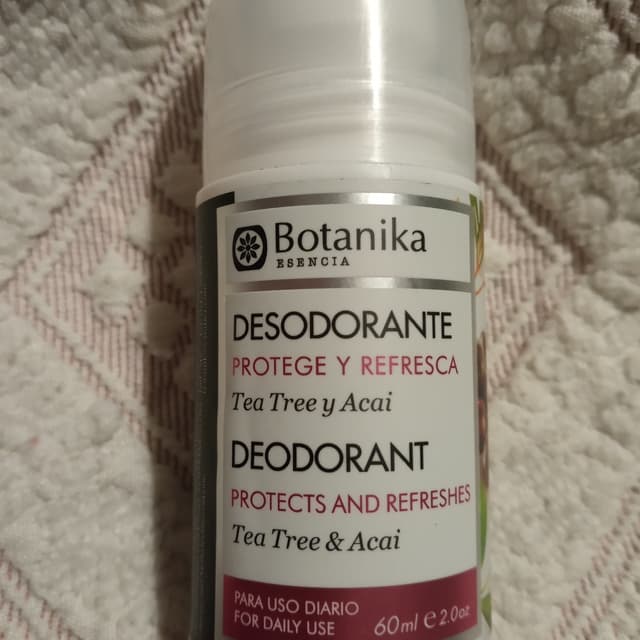 Botanika
ESENCIA
DESODORANTE
PROTEGE Y REFRESCA
Tea Tree y Acai
DEODORANT
PROTECTS AND REFRESHES
Tea Tree & Acai
PARA USO DIARIO
FOR DAILY USE
60ml ℮ 2.0oz